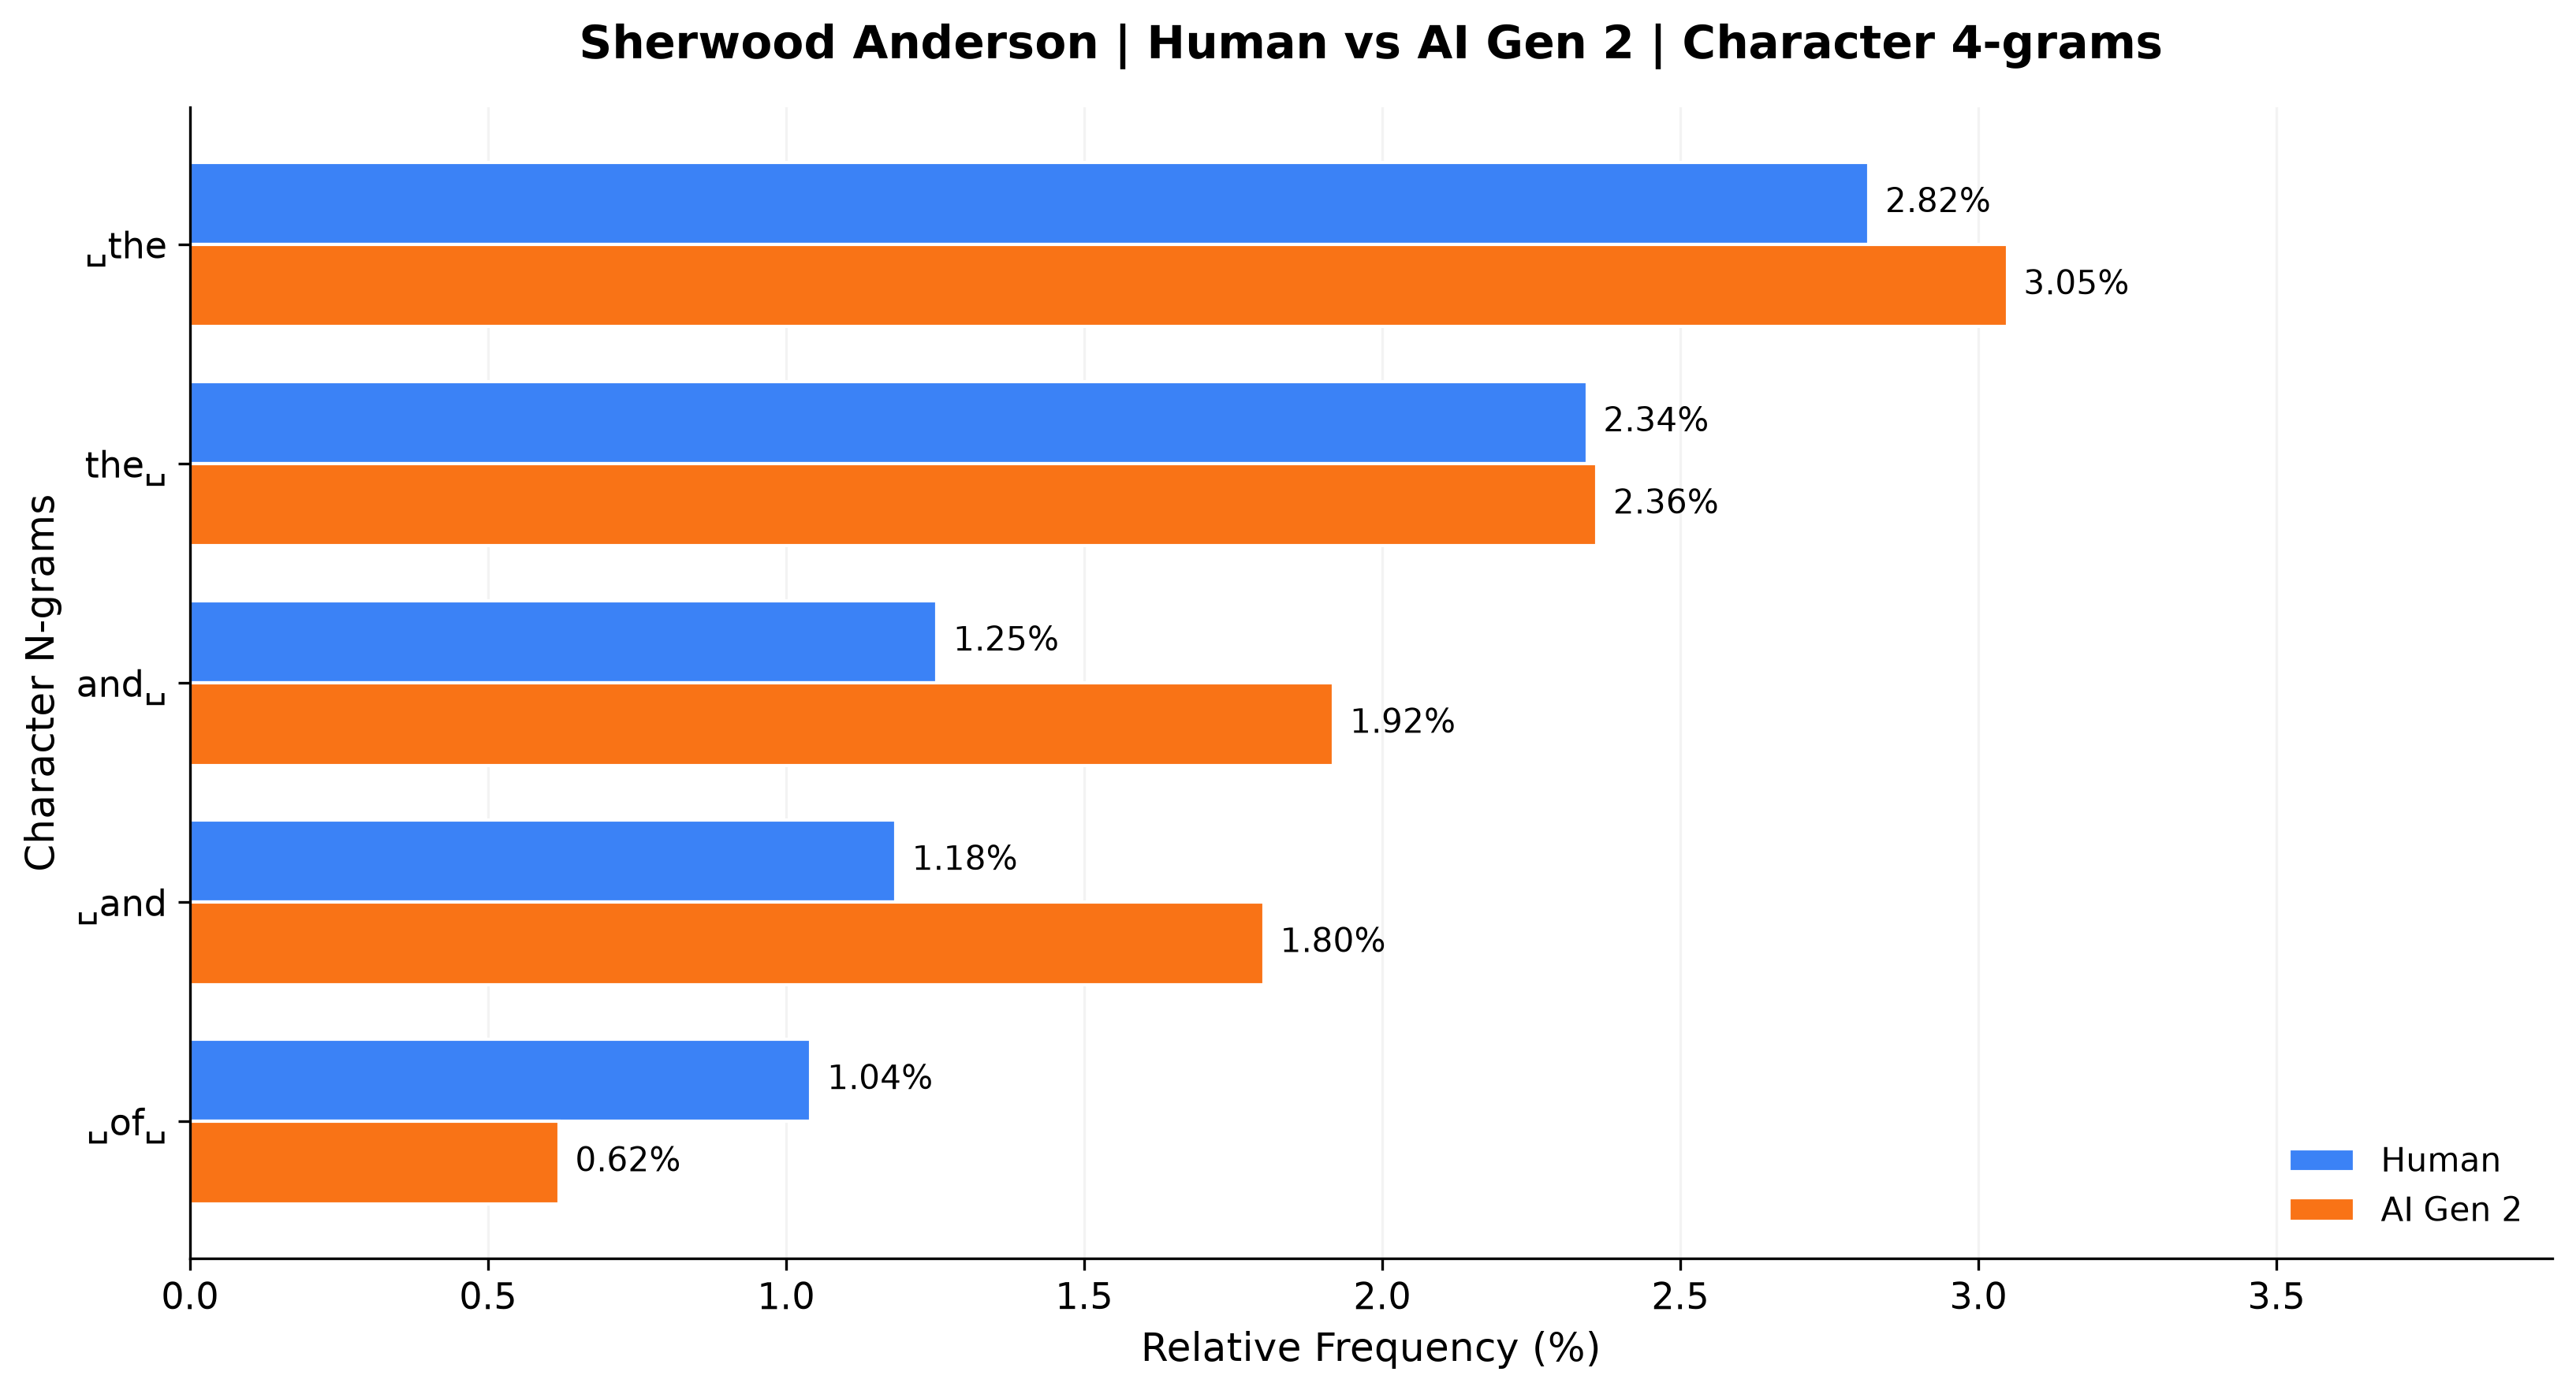 Sherwood Anderson | Human vs AI Gen 2 | Character 4-grams
Character N-grams
␣the
2.82%
3.05%
the␣
2.34%
2.36%
and␣
1.25%
1.92%
␣and
1.18%
1.80%
␣of␣
1.04%
0.62%
Human
AI Gen 2
0.0 0.5 1.0 1.5 2.0 2.5 3.0 3.5
Relative Frequency (%)